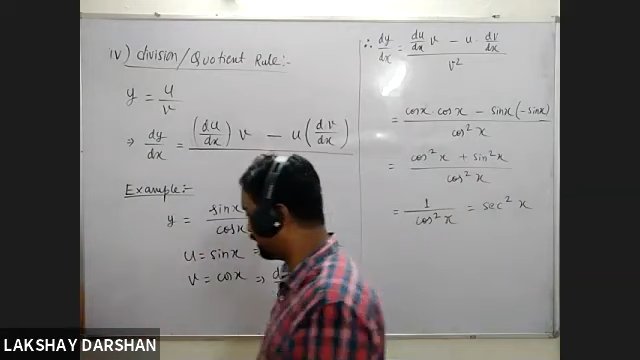 iv) division/Quotient Rule:-
y = u/v
⇒ dy/dx = (du/dx) v - u (dv/dx)
Example:-
y = sinx/cosx
u = sinx =
v = cosx ⇒ d
∴ dy/dx = (du/dx v - u · dv/dx)/v²
= (cosx · cosx - sinx(-sinx))/cos²x
= (cos²x + sin²x)/cos²x
= 1/cos²x = sec²x
LAKSHAY DARSHAN